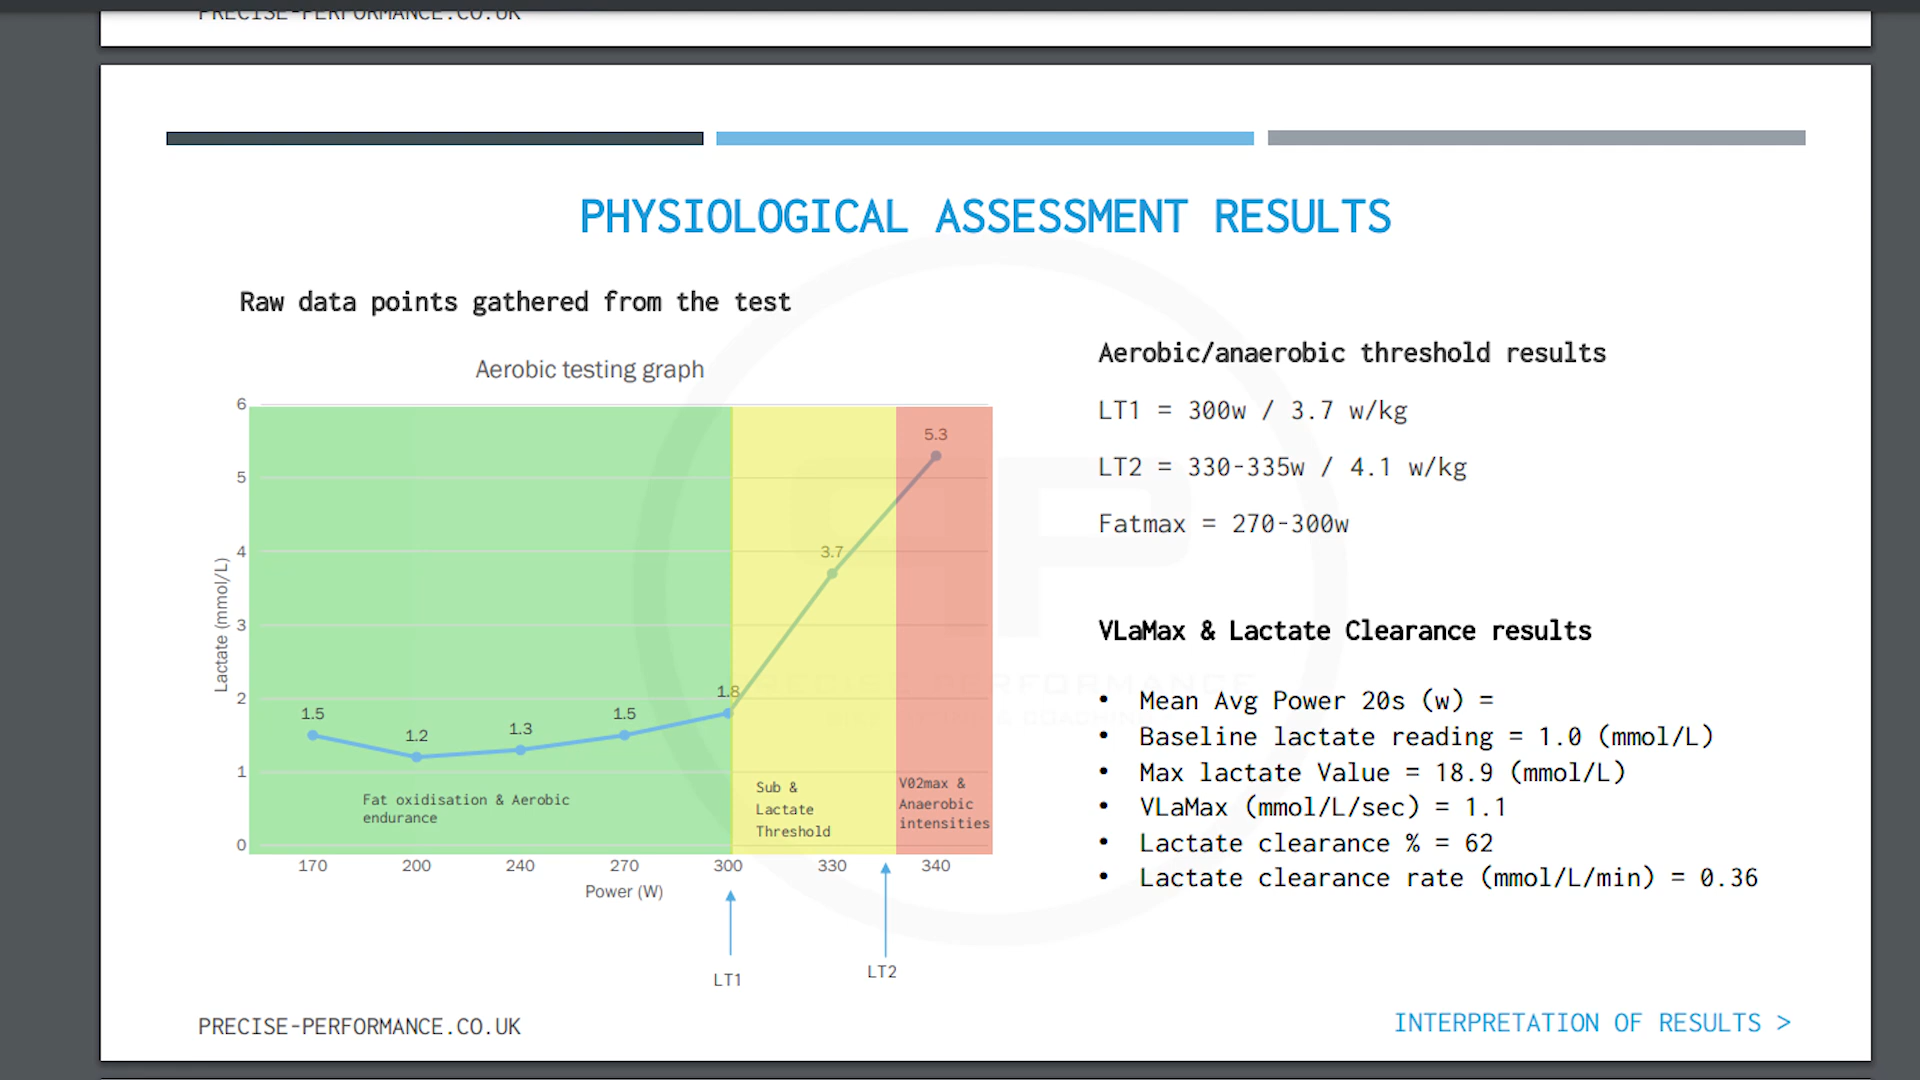 PRECISE-PERFORMANCE.CO.UK
PHYSIOLOGICAL ASSESSMENT RESULTS
Raw data points gathered from the test
Aerobic testing graph
6
5
4
3
2
1
0
Lactate (mmol/L)
1.5
1.2
1.3
1.5
1.8
3.7
5.3
Fat oxidisation & Aerobic
endurance
Sub &
Lactate
Threshold
V02max &
Anaerobic
intensities
170
200
240
270
300
330
340
Power (W)
LT1
LT2
Aerobic/anaerobic threshold results
LT1 = 300w / 3.7 w/kg
LT2 = 330-335w / 4.1 w/kg
Fatmax = 270-300w
VLaMax & Lactate Clearance results
• Mean Avg Power 20s (w) =
• Baseline lactate reading = 1.0 (mmol/L)
• Max lactate Value = 18.9 (mmol/L)
• VLaMax (mmol/L/sec) = 1.1
• Lactate clearance % = 62
• Lactate clearance rate (mmol/L/min) = 0.36
PRECISE-PERFORMANCE.CO.UK
INTERPRETATION OF RESULTS >